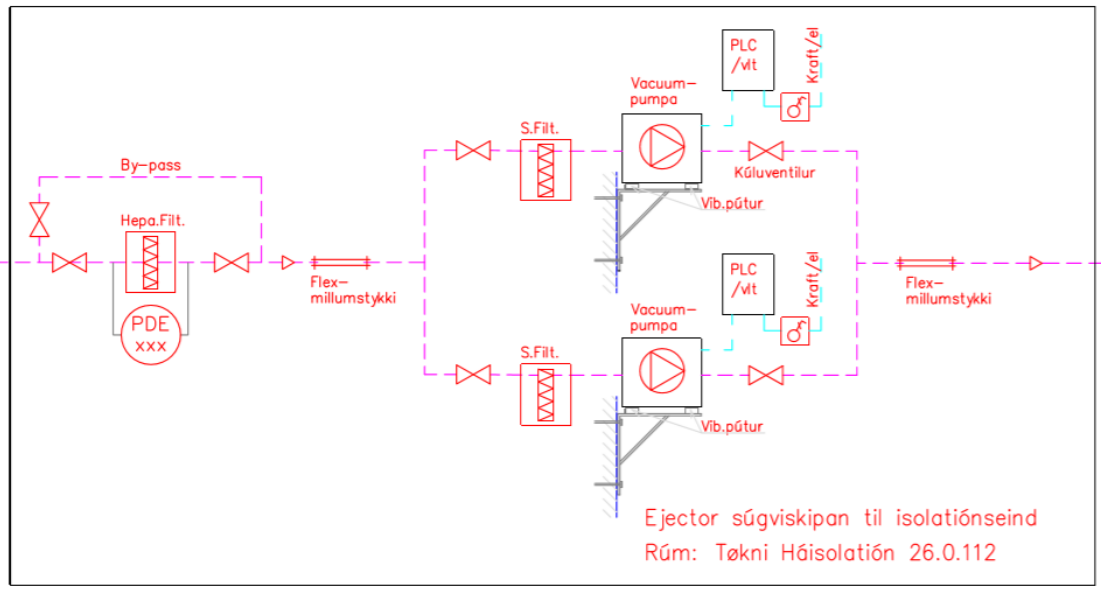 PLC
/vlt
Kraft/el
Vacuum-
pumpa
S.Filt.
By-pass
Kúluventilur
Vib.pútur
Hepa.Filt.
Flex-
millumstykki
PDE
xxx
PLC
/vlt
Kraft/el
Flex-
millumstykki
Vacuum-
pumpa
S.Filt.
Vib.pútur
Ejector súgviskipan til isolatiónseind
Rúm: Tøkni Háisolatión 26.0.112